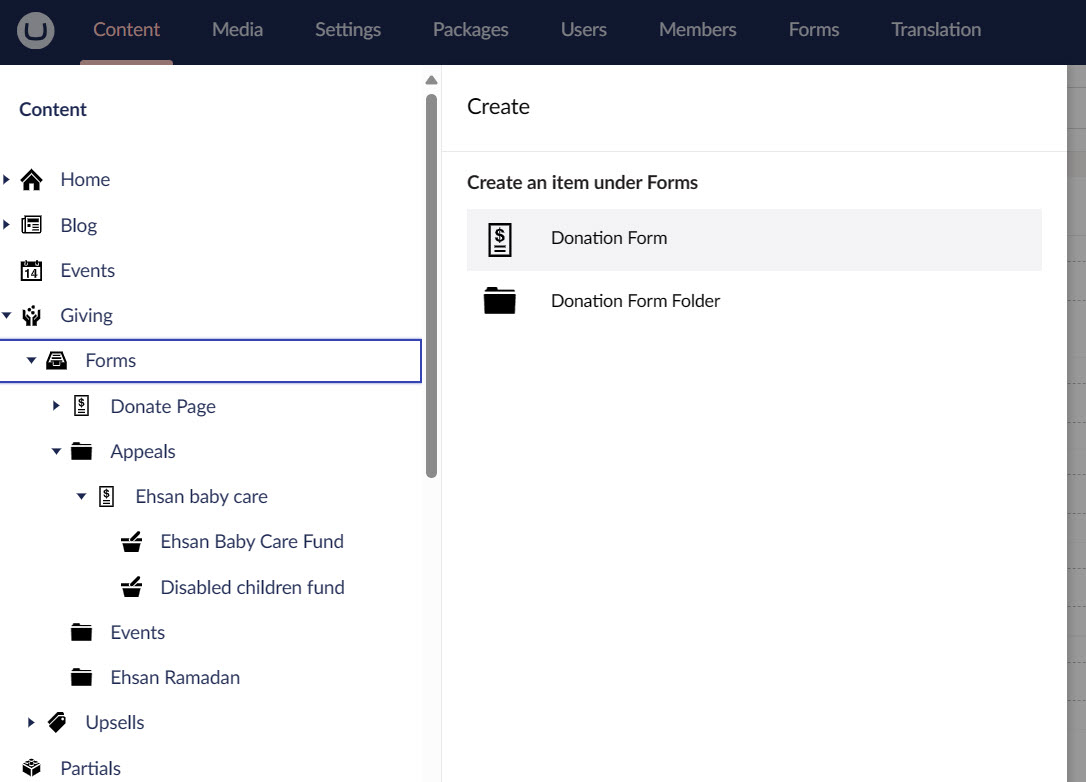 Content Media Settings Packages Users Members Forms Translation
Content
Home
Blog
14
Events
Giving
Forms
Donate Page
Appeals
Ehsan baby care
Ehsan Baby Care Fund
Disabled children fund
Events
Ehsan Ramadan
Upsells
Partials
Create
Create an item under Forms
$ Donation Form
Donation Form Folder